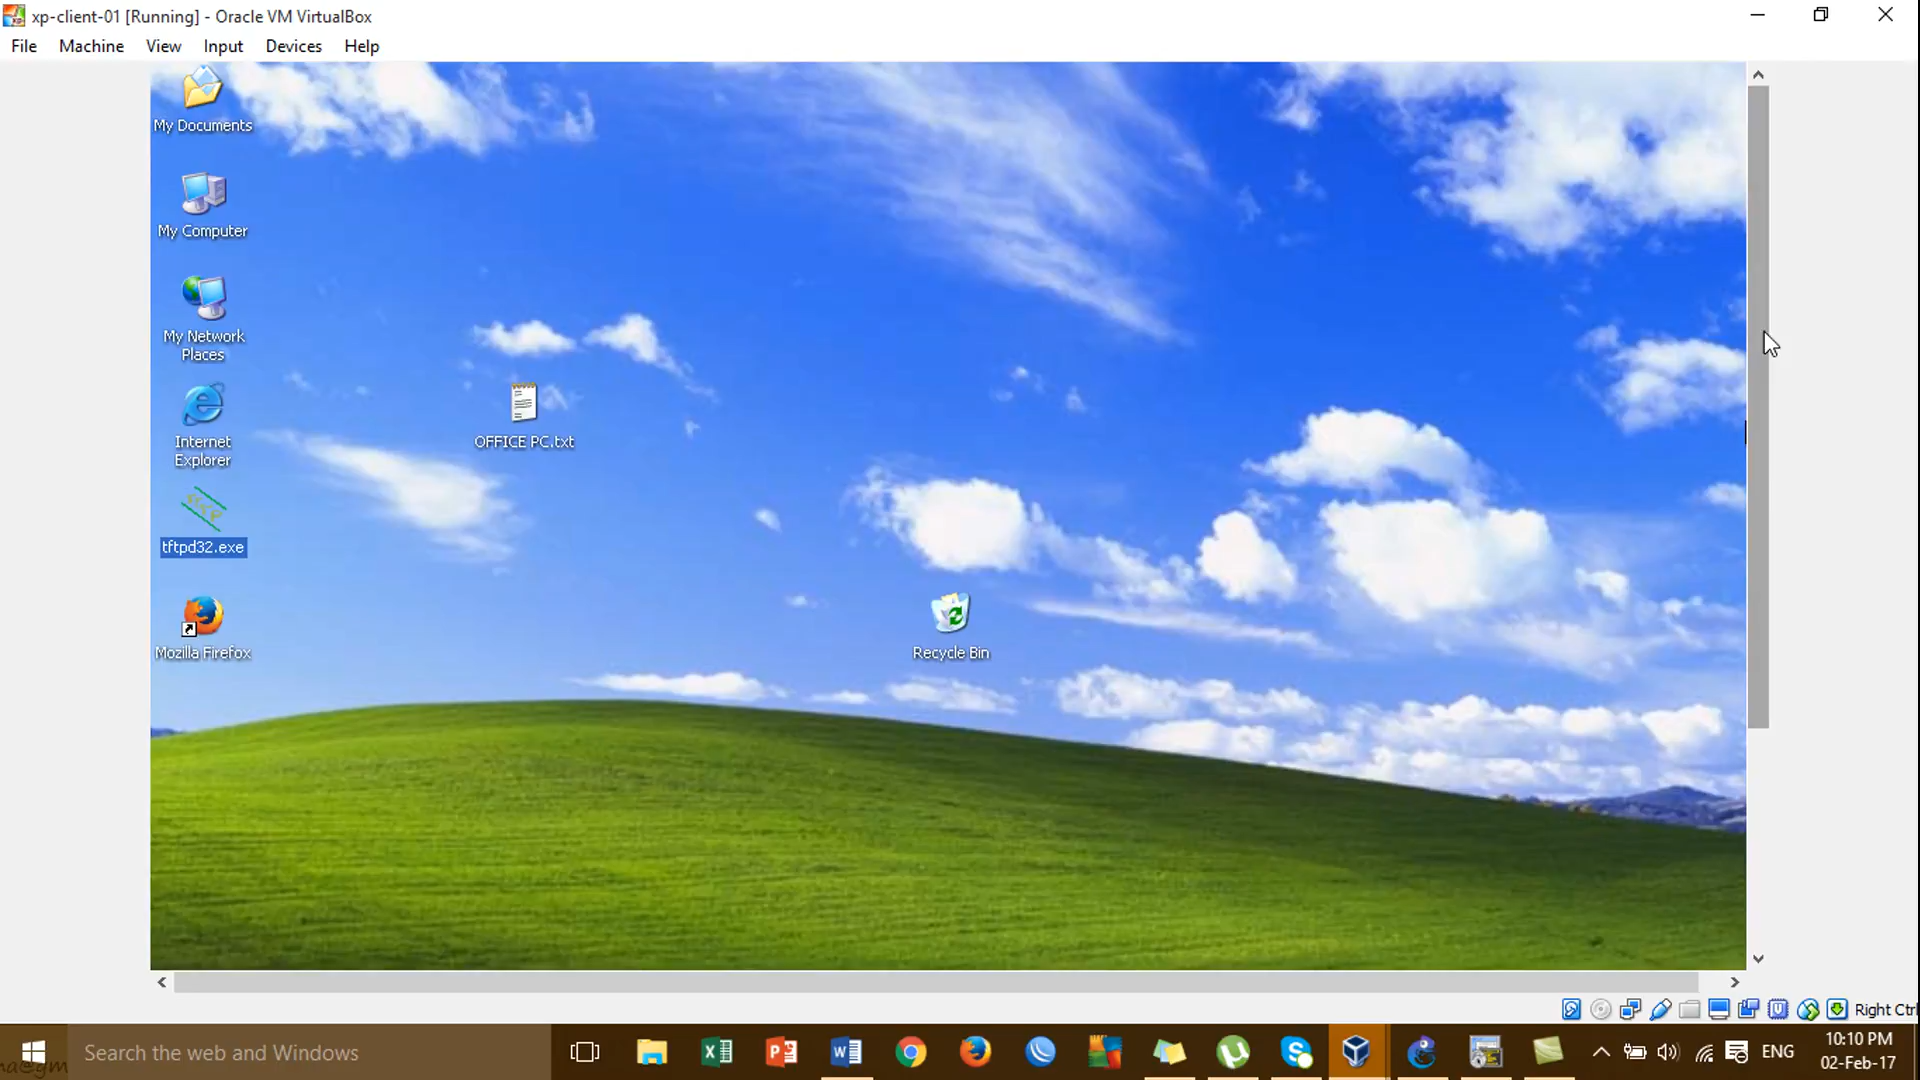 xp-client-01 [Running] - Oracle VM VirtualBox
File Machine View Input Devices Help
My Documents
My Computer
My Network
Places
OFFICE PC.txt
Internet
Explorer
tftpd32.exe
Mozilla Firefox
Recycle Bin
Right Ctrl
Search the web and Windows
ENG
10:10 PM
02-Feb-17